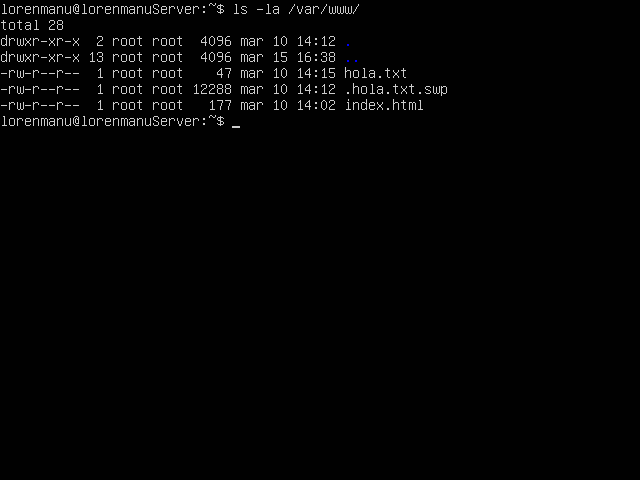 lorenmanu@lorenmanuServer:~$ ls -la /var/www/
total 28
drwxr-xr-x  2 root root  4096 mar 10 14:12 .
drwxr-xr-x 13 root root  4096 mar 15 16:38 ..
-rw-r--r--  1 root root    47 mar 10 14:15 hola.txt
-rw-r--r--  1 root root 12288 mar 10 14:12 .hola.txt.swp
-rw-r--r--  1 root root   177 mar 10 14:02 index.html
lorenmanu@lorenmanuServer:~$ _